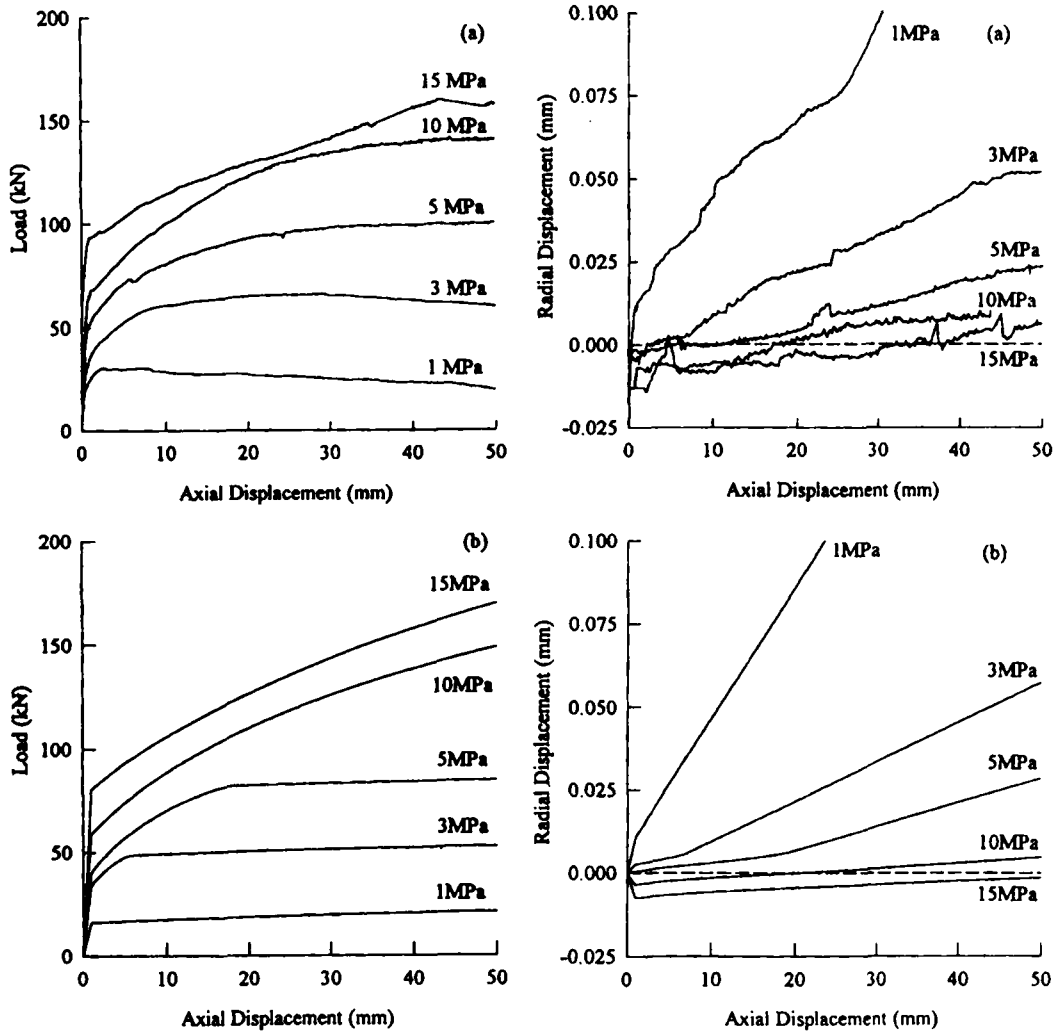 200
(a)
15 MPa
150
10 MPa
Load (kN)
100
5 MPa
50
3 MPa
1 MPa
0
0 10 20 30 40 50
Axial Displacement (mm)
0.100
1MPa
(a)
0.075
Radial Displacement (mm)
3MPa
0.050
5MPa
0.025
10MPa
0.000
15MPa
-0.025
0 10 20 30 40 50
Axial Displacement (mm)
200
(b)
15MPa
150
10MPa
Load (kN)
100
5MPa
3MPa
50
1MPa
0
0 10 20 30 40 50
Axial Displacement (mm)
0.100
1MPa
(b)
0.075
Radial Displacement (mm)
3MPa
0.050
5MPa
0.025
10MPa
0.000
15MPa
-0.025
0 10 20 30 40 50
Axial Displacement (mm)